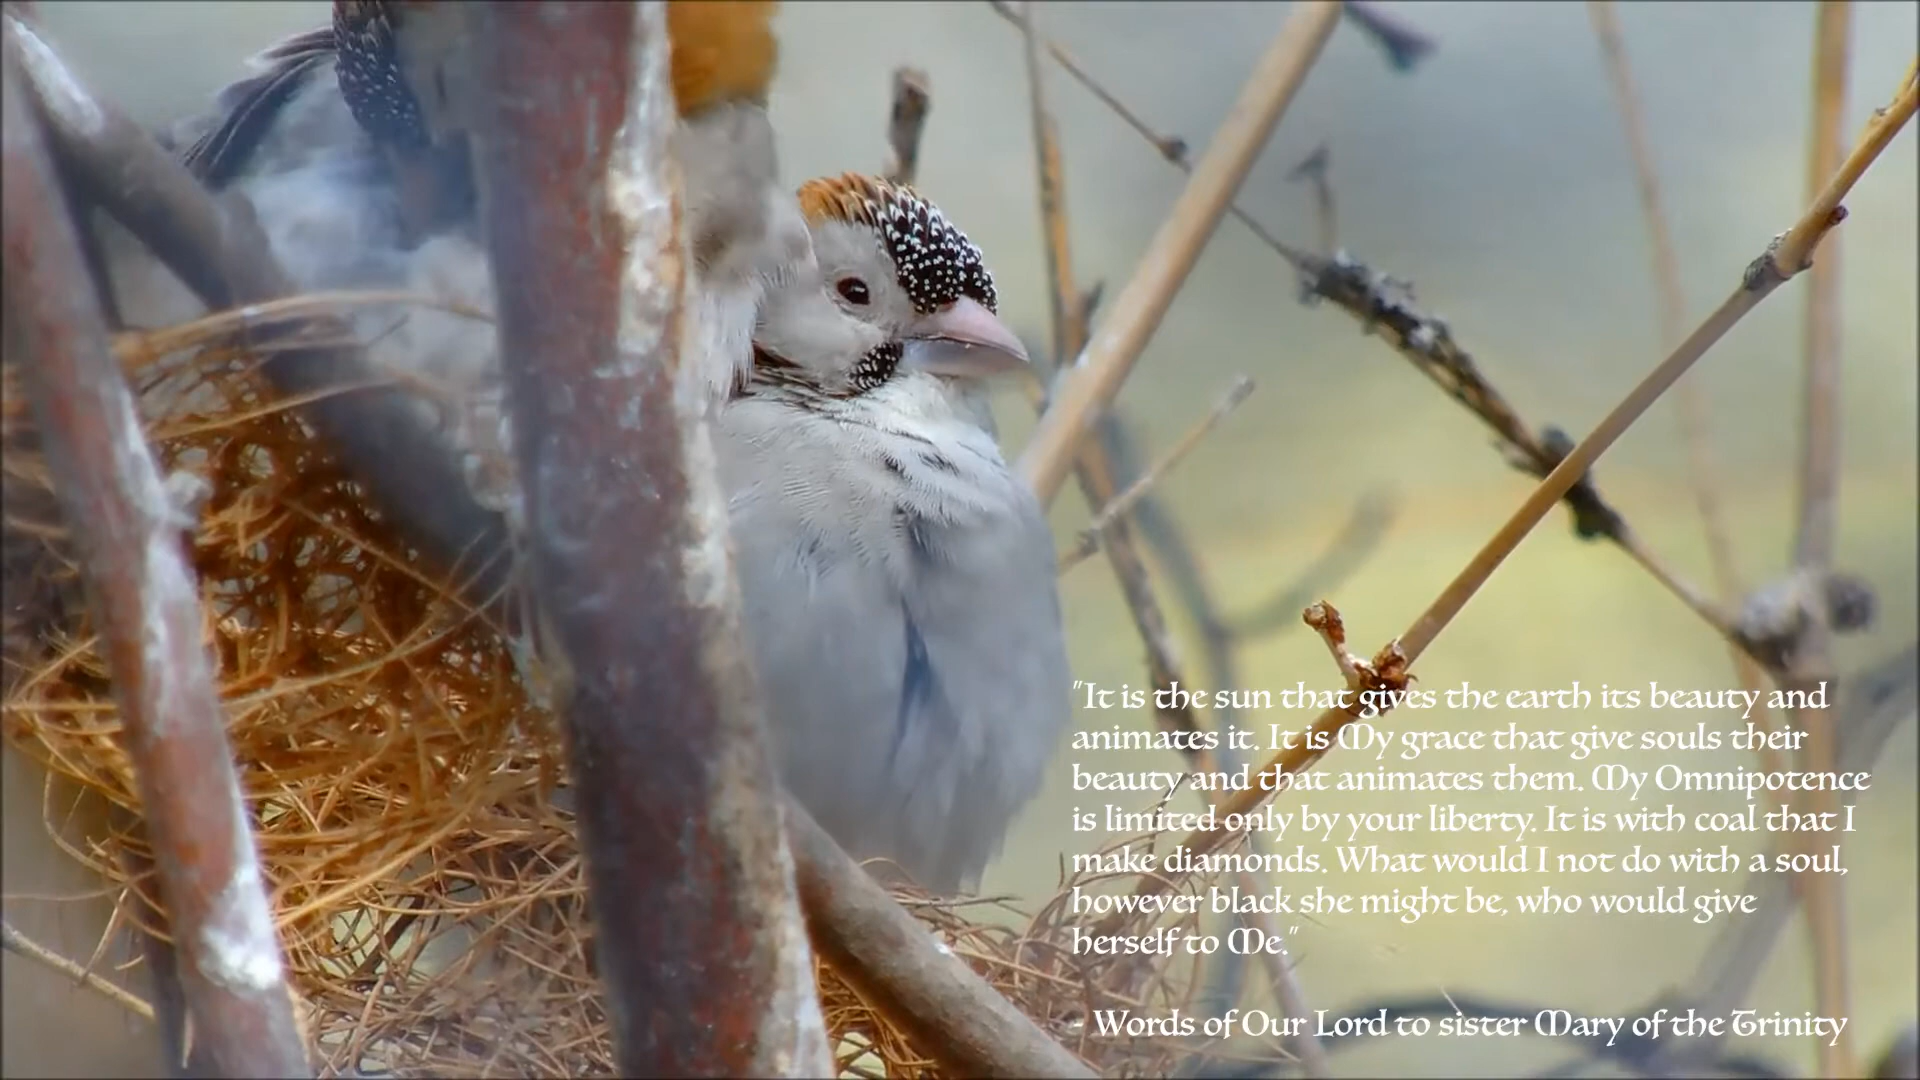 "It is the sun that gives the earth its beauty and
animates it. It is My grace that give souls their
beauty and that animates them. My Omnipotence
is limited only by your liberty. It is with coal that I
make diamonds. What would I not do with a soul,
however black she might be, who would give
herself to Me."
- Words of Our Lord to sister Mary of the Trinity